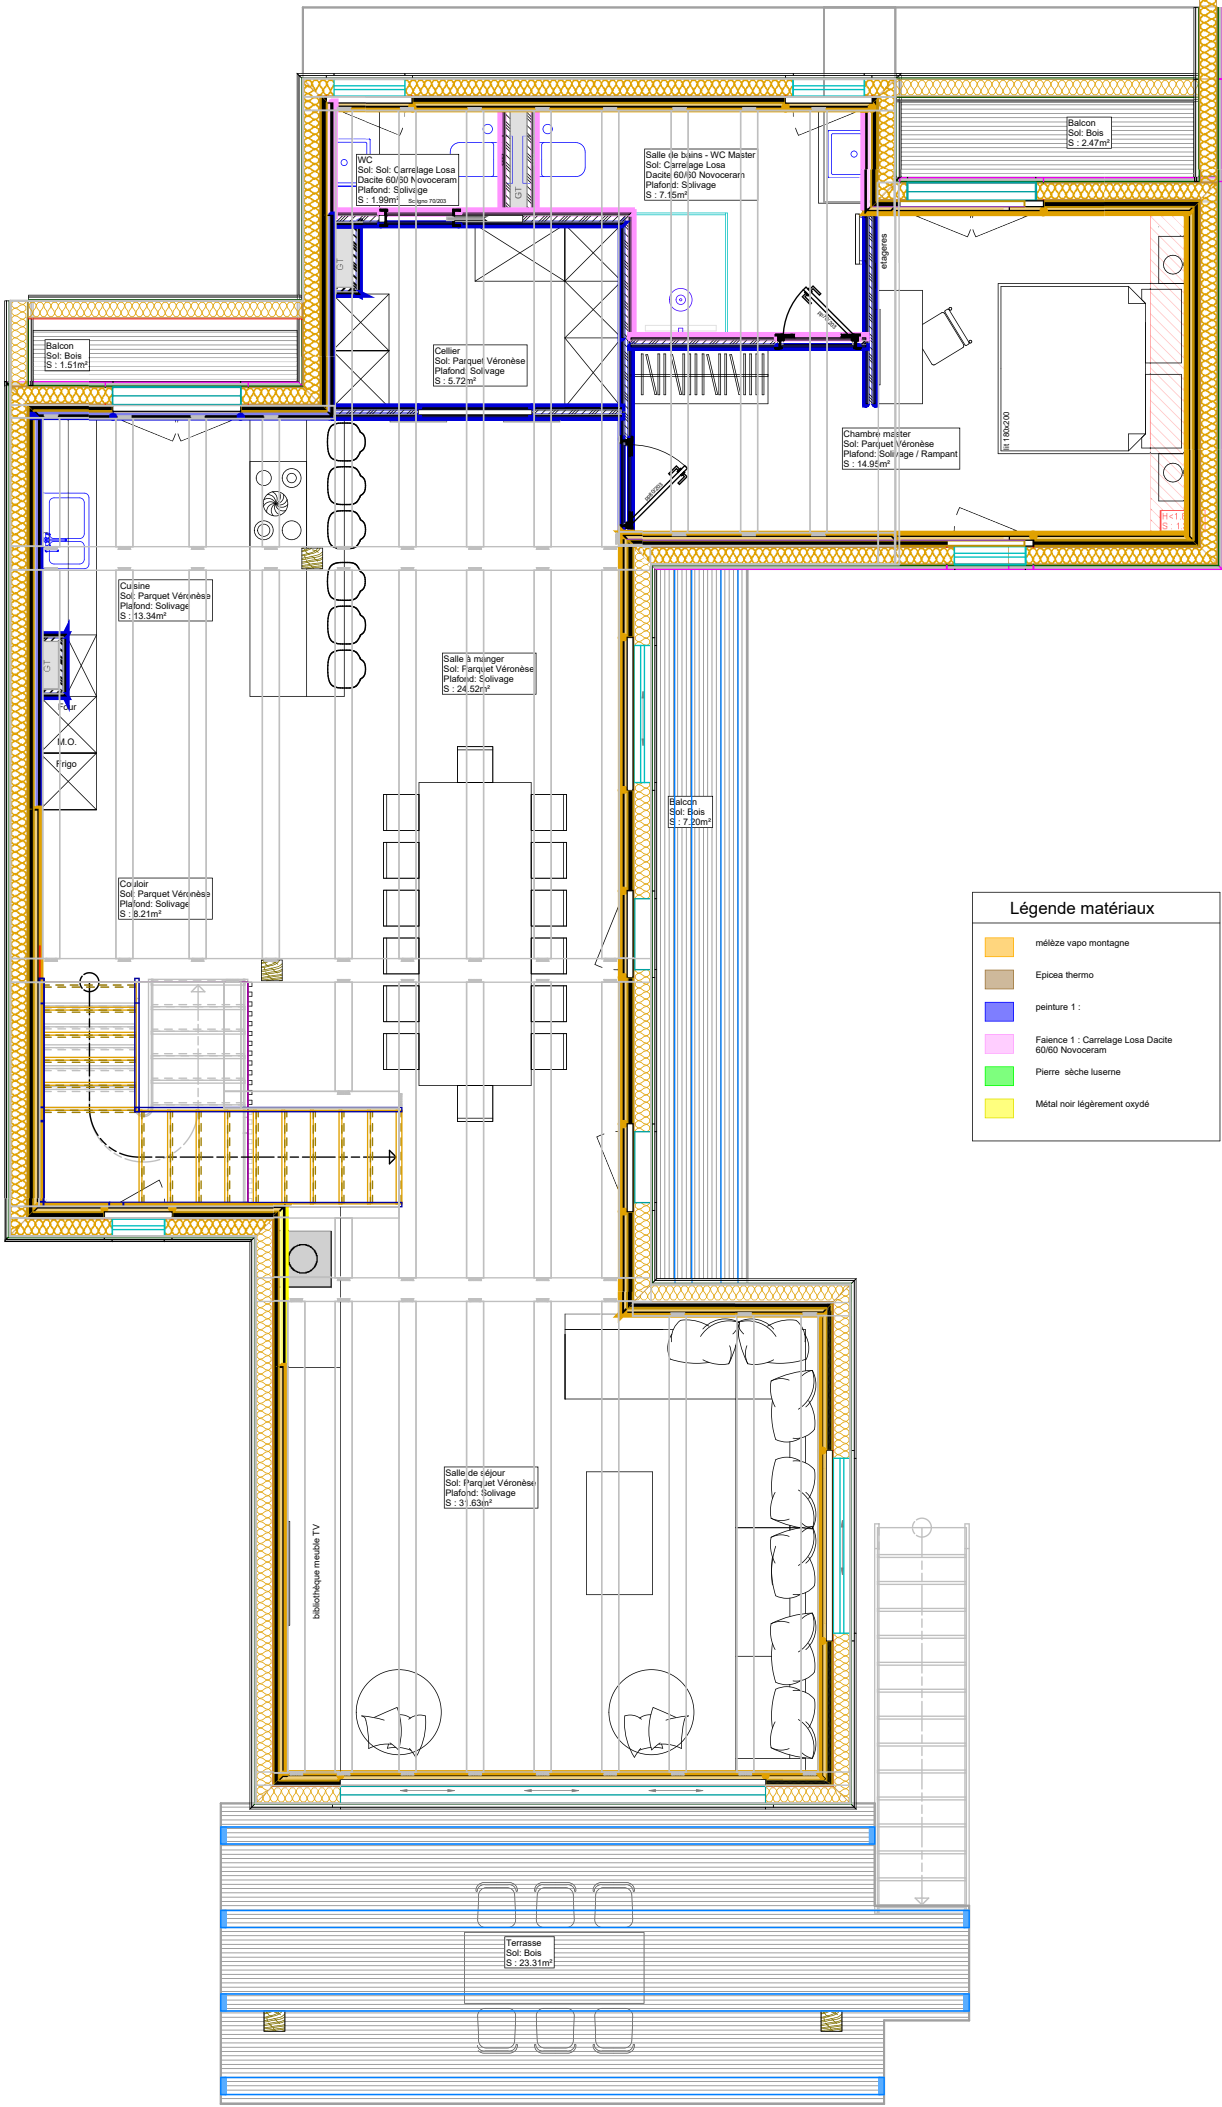 Balcon
Sol: Bois
S : 2.47m²
WC
Sol: Sol: Carrelage Losa
Dacite 60/60 Novoceram
Plafond: Solivage
S : 1.99m²
GT
Salle de bains - WC Master
Sol: Carrelage Losa
Dacite 60/60 Novoceram
Plafond: Solivage
S : 7.15m²
GT
etageres
Balcon
Sol: Bois
S : 1.51m²
Cellier
Sol: Parquet Véronèse
Plafond: Solivage
S : 5.72m²
lit 180x200
Chambre master
Sol: Parquet Véronèse
Plafond: Solivage / Rampant
S : 14.95m²
Cuisine
Sol: Parquet Véronèse
Plafond: Solivage
S : 13.34m²
GT
Four
M.O.
Frigo
Salle à manger
Sol: Parquet Véronèse
Plafond: Solivage
S : 24.52m²
Balcon
Sol: Bois
S : 7.20m²
Couloir
Sol: Parquet Véronèse
Plafond: Solivage
S : 8.21m²
Légende matériaux
mélèze vapo montagne
Epicea thermo
peinture 1 :
Faience 1 : Carrelage Losa Dacite
60/60 Novoceram
Pierre sèche luserne
Métal noir légèrement oxydé
Salle de séjour
Sol: Parquet Véronèse
Plafond: Solivage
S : 31.63m²
bibliothèque meuble TV
Terrasse
Sol: Bois
S : 23.31m²